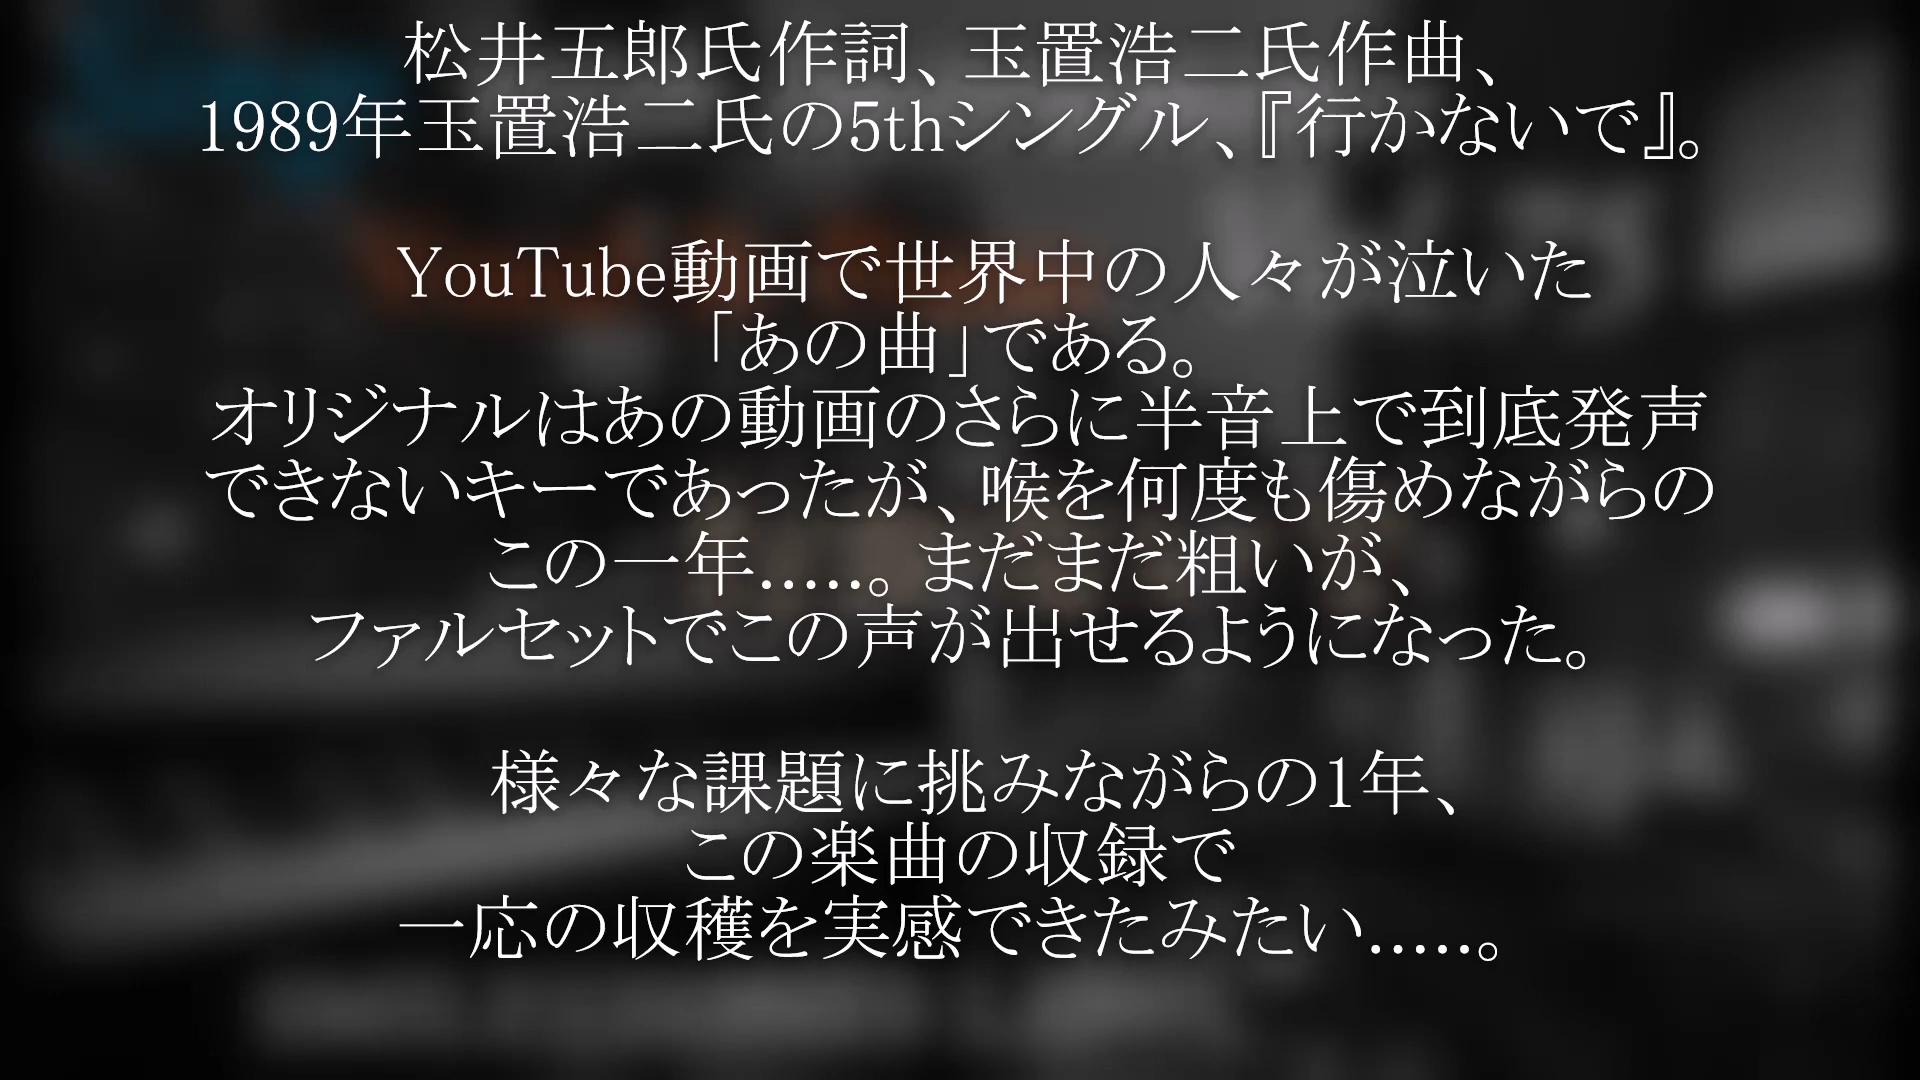 松井五郎氏作詞、玉置浩二氏作曲、
1989年玉置浩二氏の5thシングル、『行かないで』。
YouTube動画で世界中の人々が泣いた
「あの曲」である。
オリジナルはあの動画のさらに半音上で到底発声
できないキーであったが、喉を何度も傷めながらの
この一年.....。まだまだ粗いが、
ファルセットでこの声が出せるようになった。
様々な課題に挑みながらの1年、
この楽曲の収録で
一応の収穫を実感できたみたい.....。